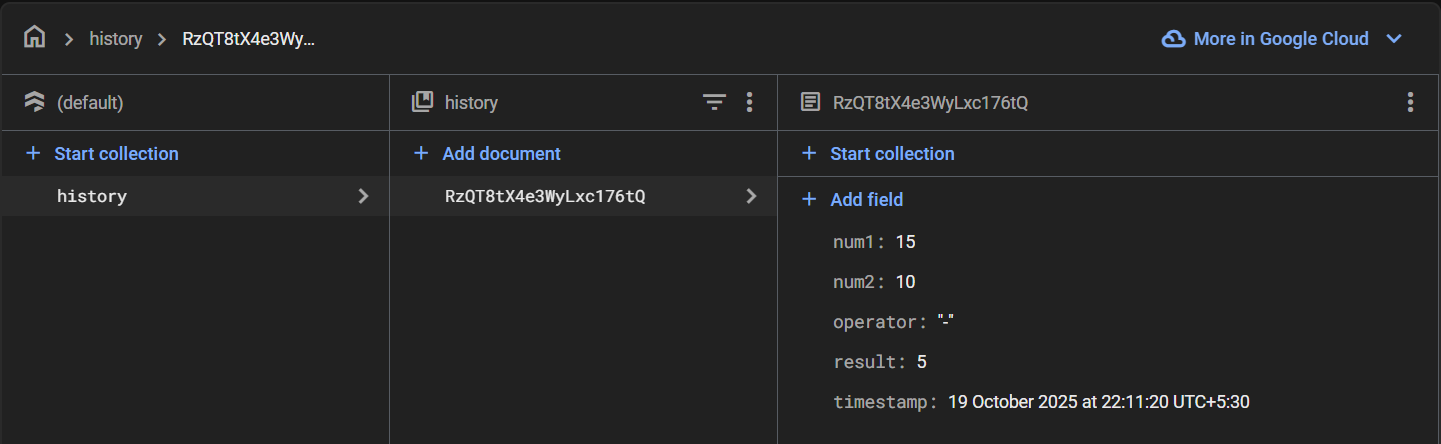 history RzQT8tX4e3Wy... More in Google Cloud
(default)
Start collection
history
history
Add document
RzQT8tX4e3WyLxc176tQ
RzQT8tX4e3WyLxc176tQ
Start collection
Add field
num1: 15
num2: 10
operator: "-"
result: 5
timestamp: 19 October 2025 at 22:11:20 UTC+5:30